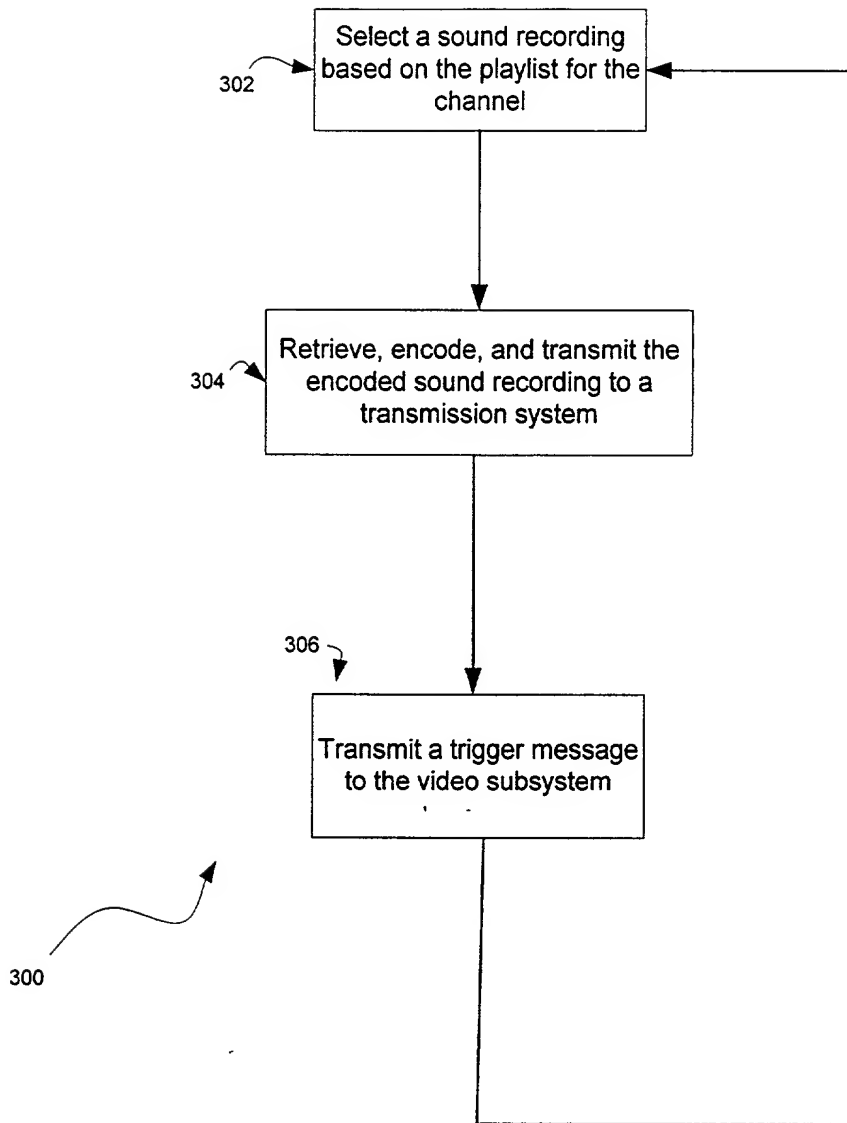 Select a sound recording
based on the playlist for the
channel
302
Retrieve, encode, and transmit the
encoded sound recording to a
transmission system
304
306
Transmit a trigger message
to the video subsystem
300